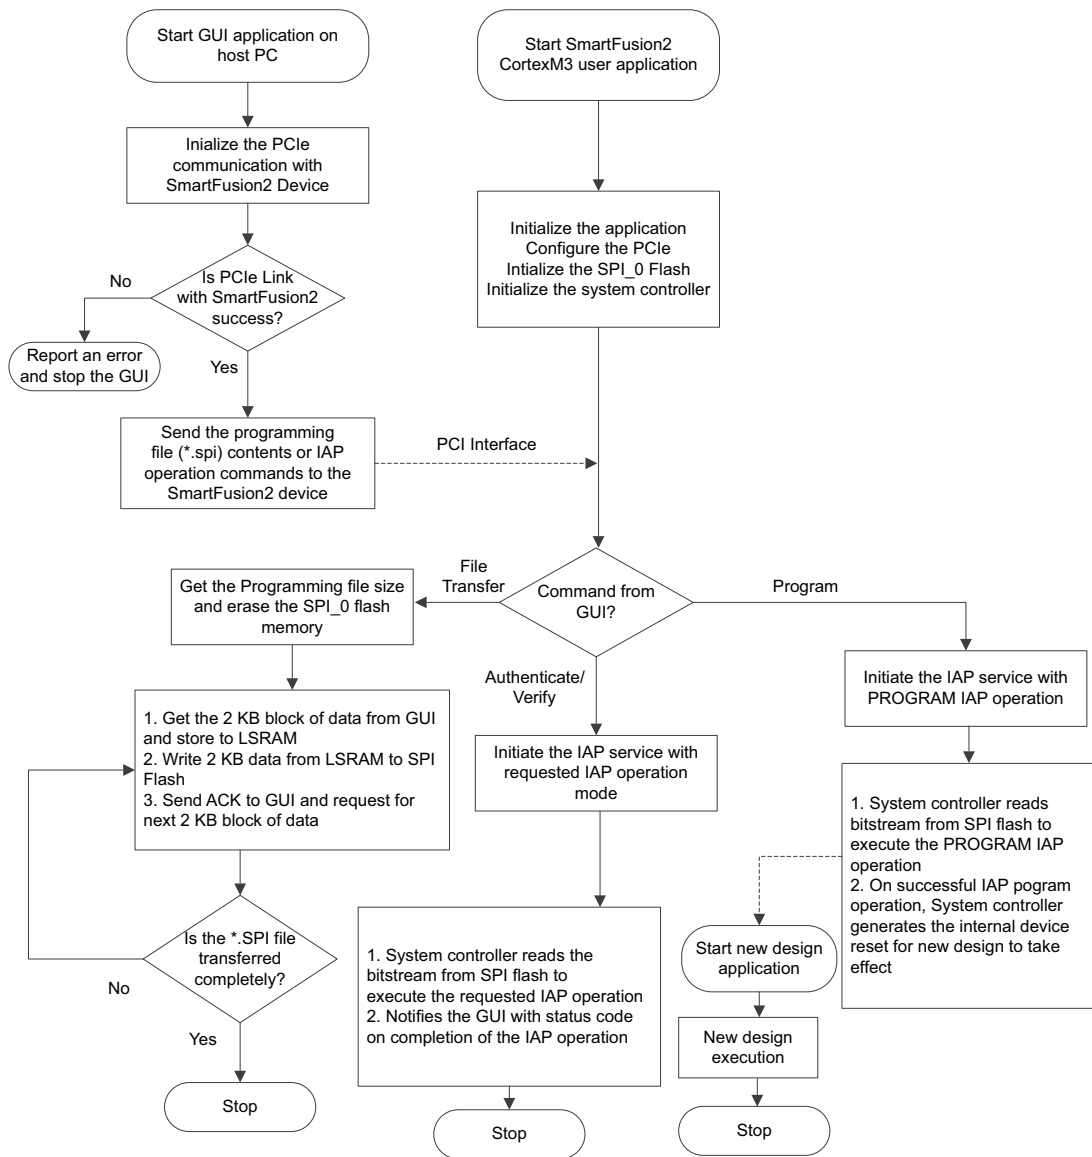 Start GUI application on
host PC
Start SmartFusion2
CortexM3 user application
Inialize the PCIe
communication with
SmartFusion2 Device
Initialize the application
Configure the PCIe
Intialize the SPI_0 Flash
Initialize the system controller
Is PCIe Link
with SmartFusion2
success?
No
Report an error
and stop the GUI
Yes
Send the programming
file (*.spi) contents or IAP
operation commands to the
SmartFusion2 device
PCI Interface
File
Transfer
Command from
GUI?
Program
Get the Programming file size
and erase the SPI_0 flash
memory
Authenticate/
Verify
Initiate the IAP service with
PROGRAM IAP operation
1. Get the 2 KB block of data from GUI
and store to LSRAM
2. Write 2 KB data from LSRAM to SPI
Flash
3. Send ACK to GUI and request for
next 2 KB block of data
Initiate the IAP service with
requested IAP operation
mode
1. System controller reads
bitstream from SPI flash to
execute the PROGRAM IAP
operation
2. On successful IAP pogram
operation, System controller
generates the internal device
reset for new design to take
effect
Is the *.SPI file
transferred
completely?
No
Yes
Stop
1. System controller reads the
bitstream from SPI flash to
execute the requested IAP operation
2. Notifies the GUI with status code
on completion of the IAP operation
Stop
Start new design
application
New design
execution
Stop